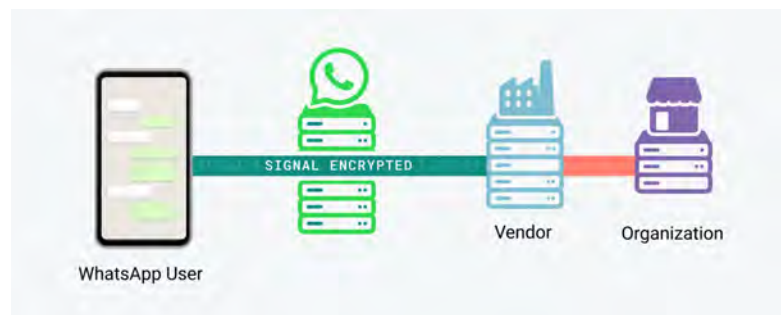 SIGNAL ENCRYPTED
Vendor
Organization
WhatsApp User